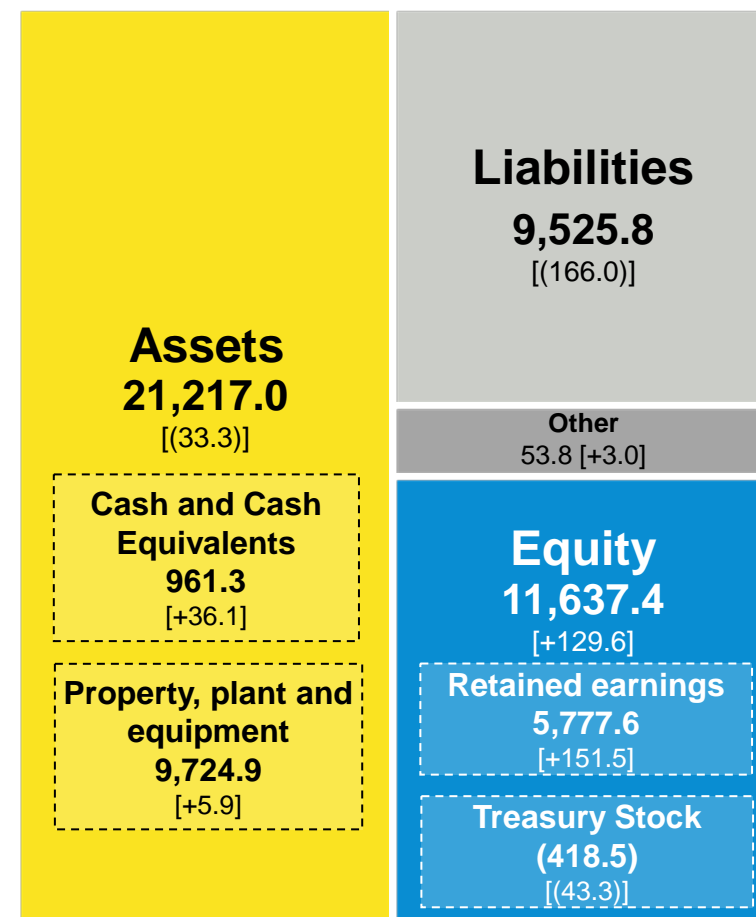 Assets
21,217.0
[(33.3)]
Cash and Cash
Equivalents
961.3
[+36.1]
Property, plant and
equipment
9,724.9
[+5.9]
Liabilities
9,525.8
[(166.0)]
Other
53.8 [+3.0]
Equity
11,637.4
[+129.6]
Retained earnings
5,777.6
[+151.5]
Treasury Stock
(418.5)
[(43.3)]